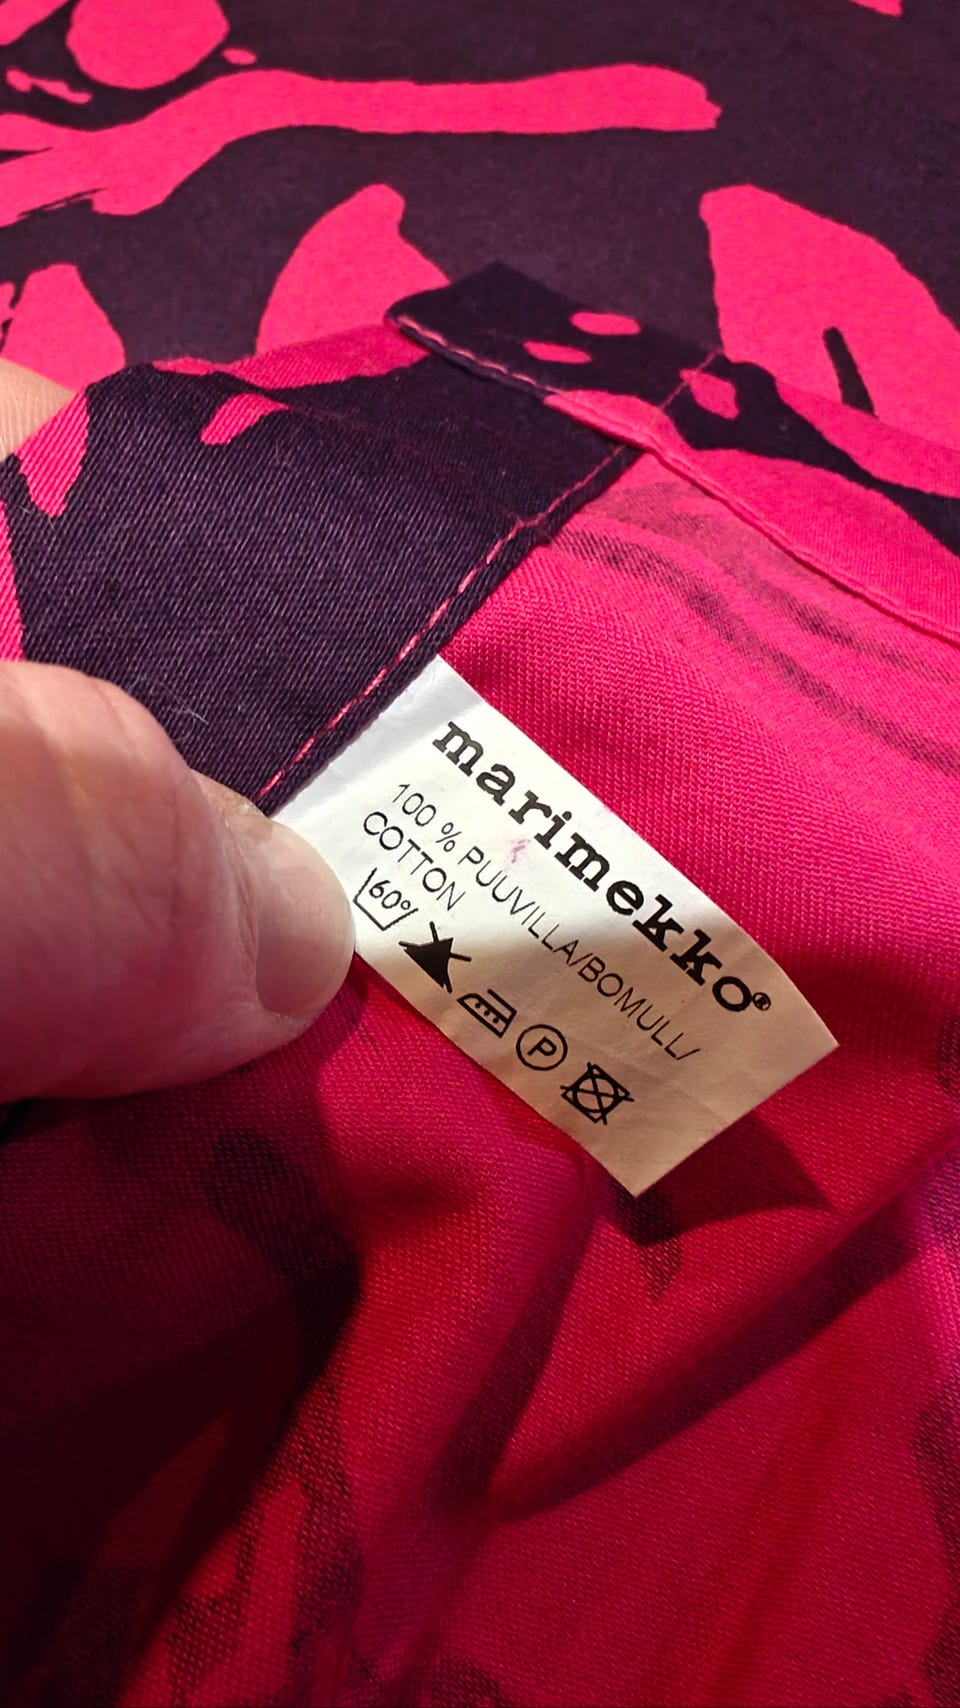 marimekko®
100 % PUUVILLA/BOMULL/
COTTON
60°
P